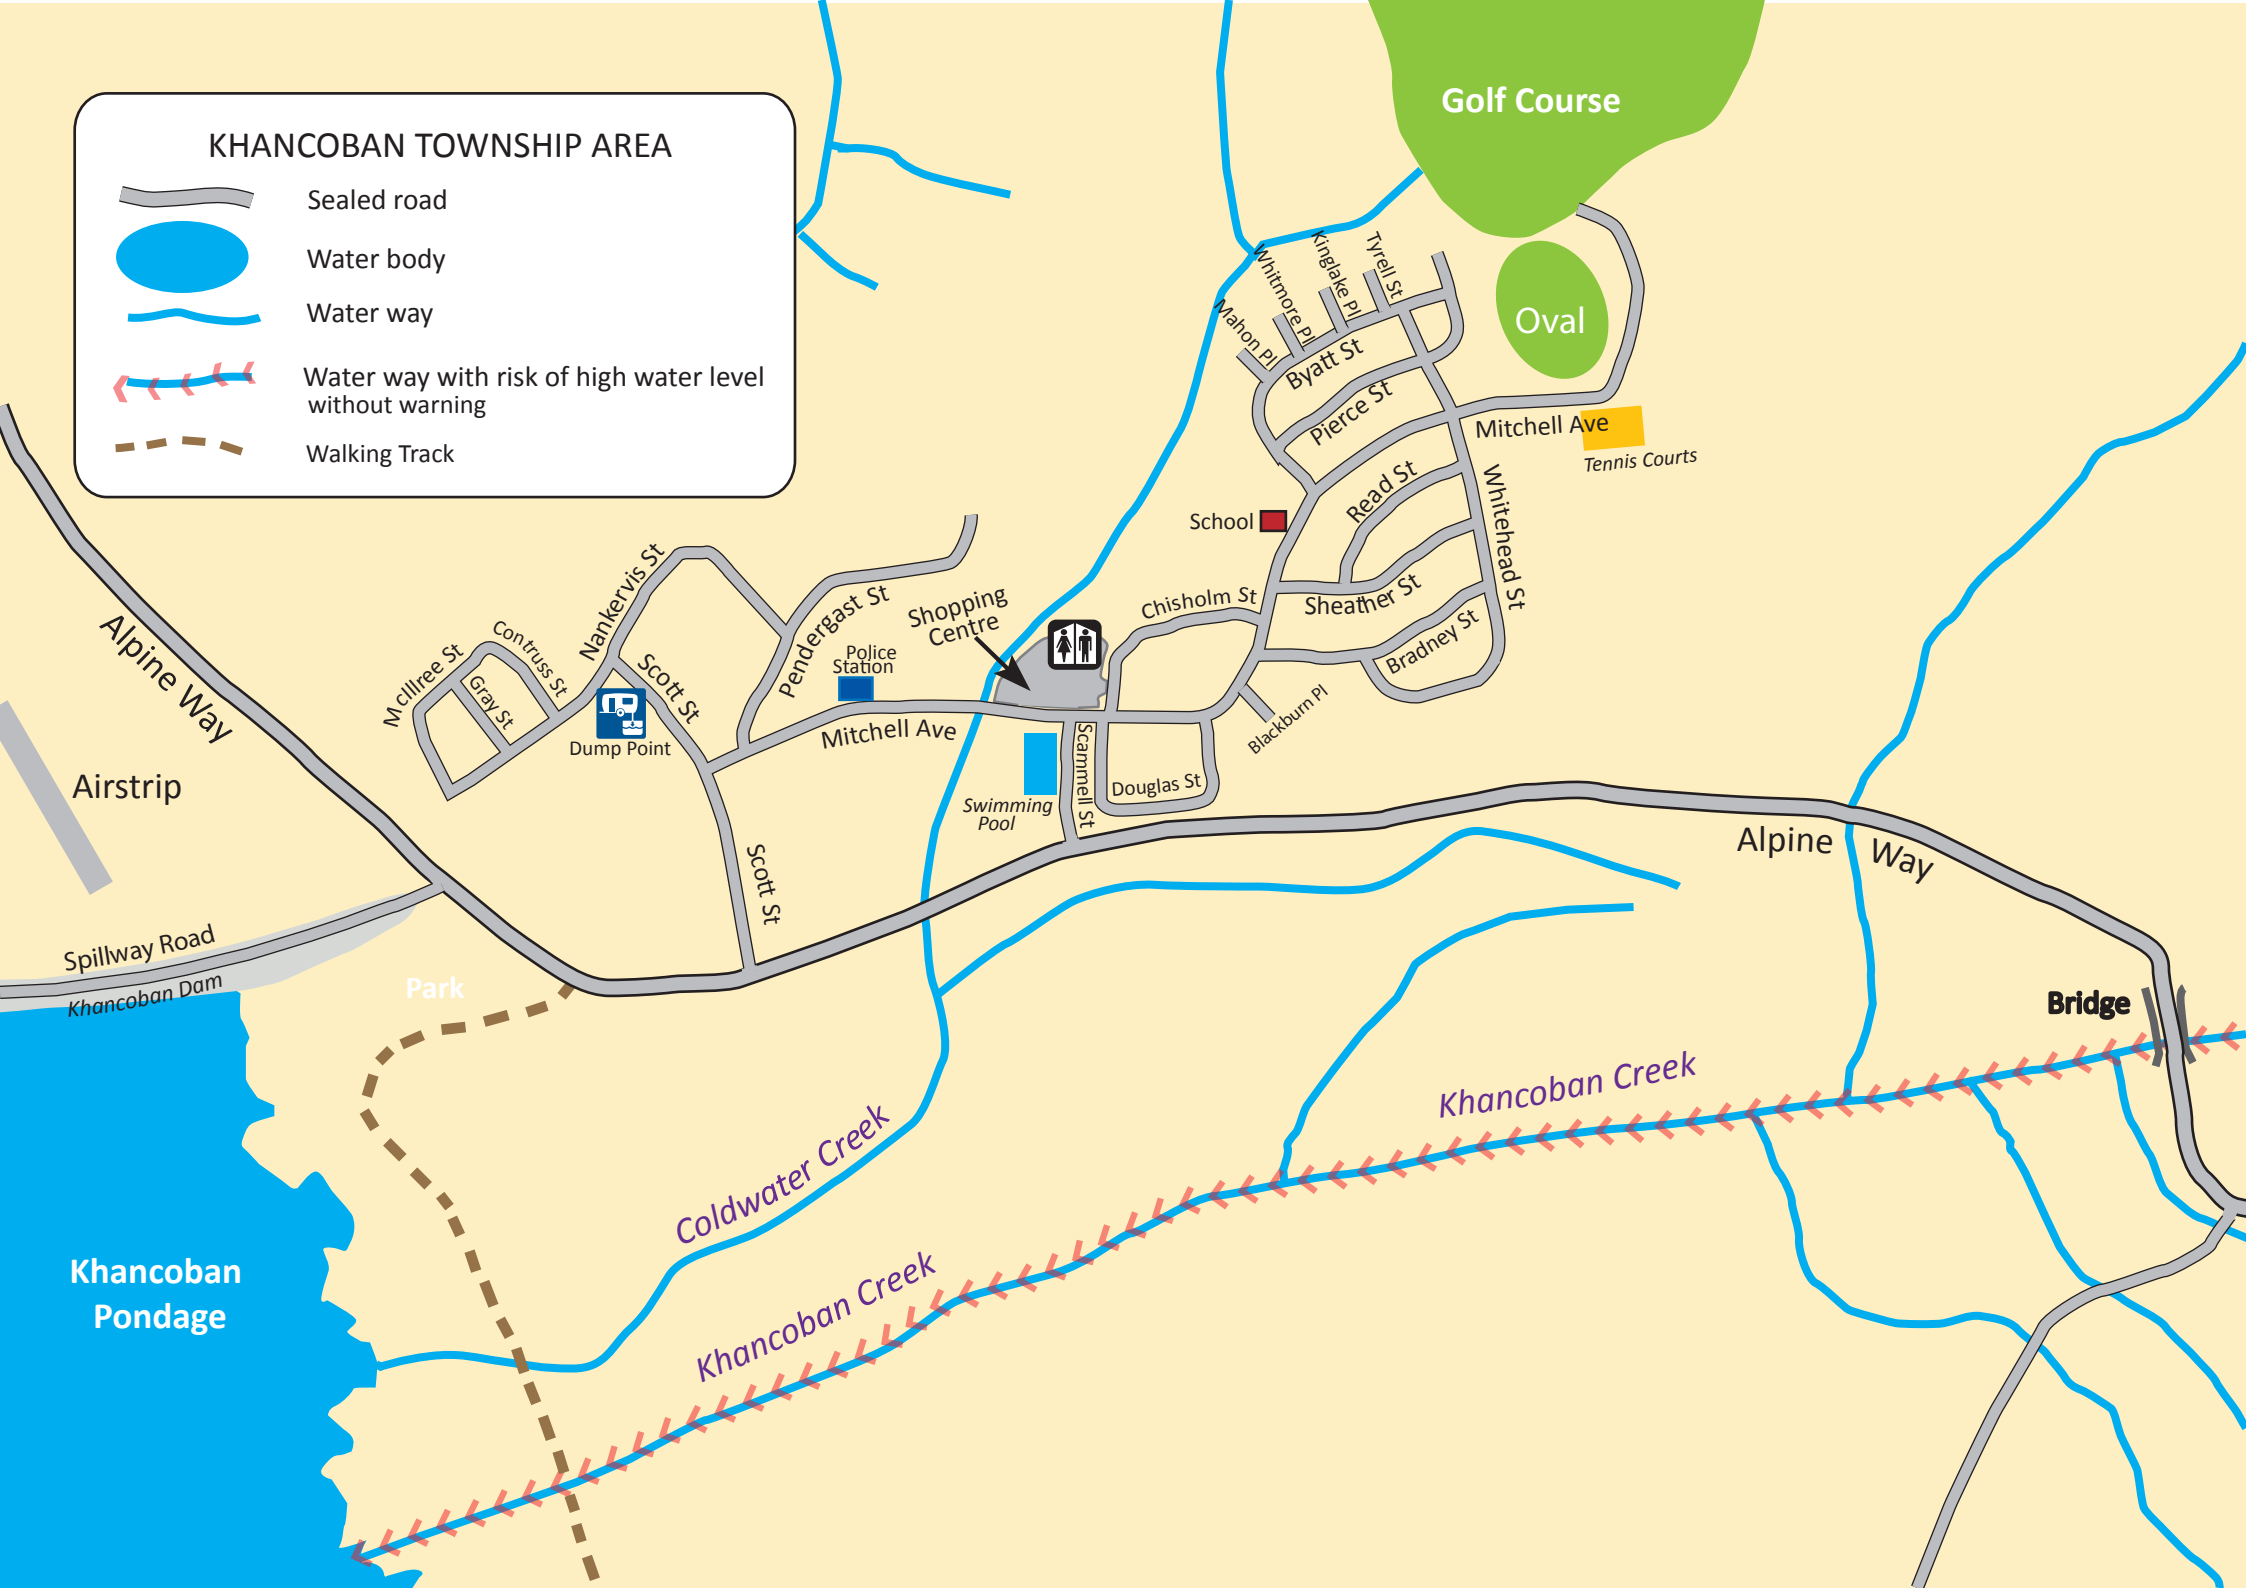 KHANCOBAN TOWNSHIP AREA
Sealed road
Water body
Water way
Water way with risk of high water level
without warning
Walking Track
Golf Course
Oval
Tyrell St
Kinglake Pl
Whitmore Pl
Mahon Pl
Byatt St
Pierce St
Mitchell Ave
Tennis Courts
Read St
Whitehead St
School
Sheather St
Chisholm St
Bradney St
Blackburn Pl
Shopping
Centre
Nankervis St
Pendergast St
Police
Station
Contruss St
McIllree St
Gray St
Scott St
Dump Point
Mitchell Ave
Scammell St
Douglas St
Swimming
Pool
Scott St
Alpine Way
Airstrip
Alpine Way
Spillway Road
Khancoban Dam
Park
Bridge
Khancoban Creek
Coldwater Creek
Khancoban Creek
Khancoban
Pondage